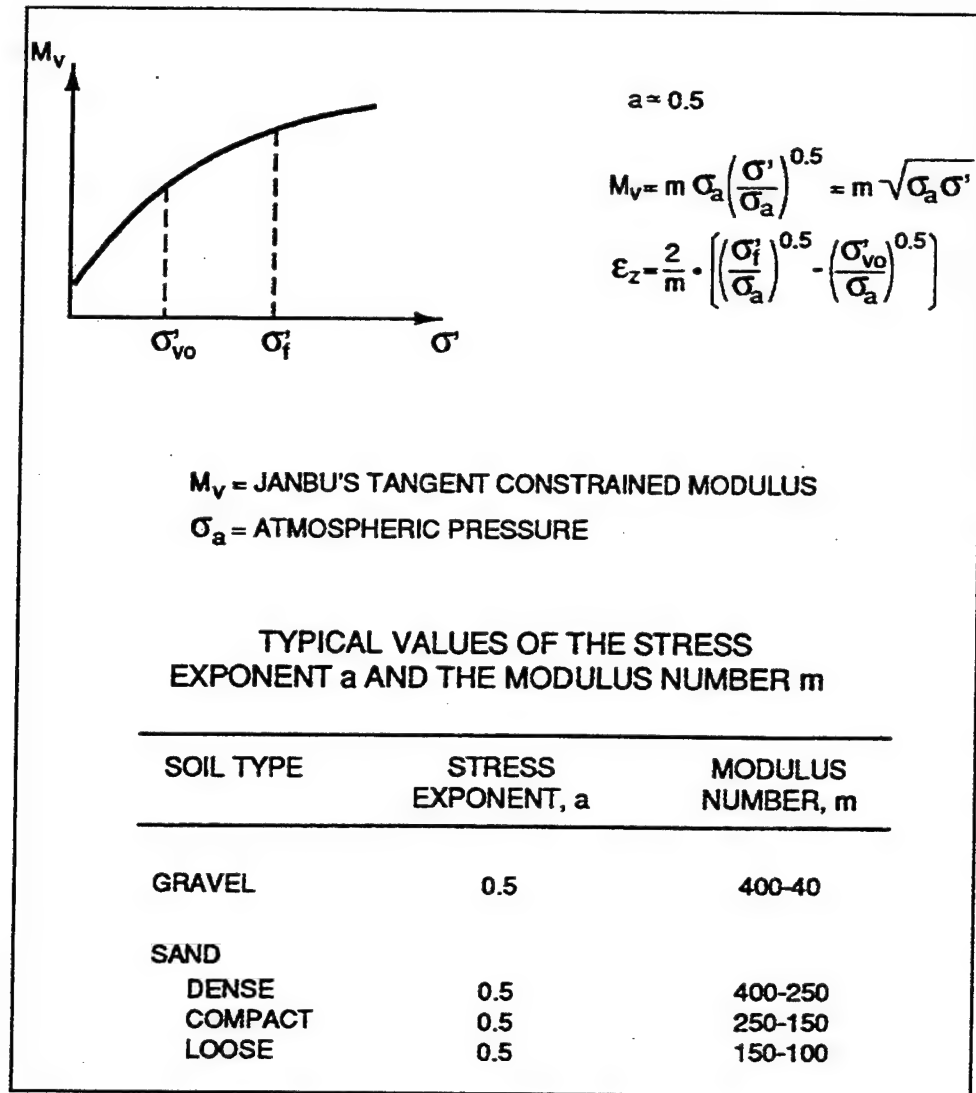 Mv
a ≃ 0.5
Mv = m σa (σ'/σa)^0.5 = m √σaσ'
εz = 2/m • [(σ'f/σa)^0.5 - (σ'vo/σa)^0.5]
σ'vo σ'f σ'
Mv = JANBU'S TANGENT CONSTRAINED MODULUS
σa = ATMOSPHERIC PRESSURE
TYPICAL VALUES OF THE STRESS
EXPONENT a AND THE MODULUS NUMBER m
SOIL TYPE STRESS MODULUS
EXPONENT, a NUMBER, m
GRAVEL 0.5 400-40
SAND
DENSE 0.5 400-250
COMPACT 0.5 250-150
LOOSE 0.5 150-100